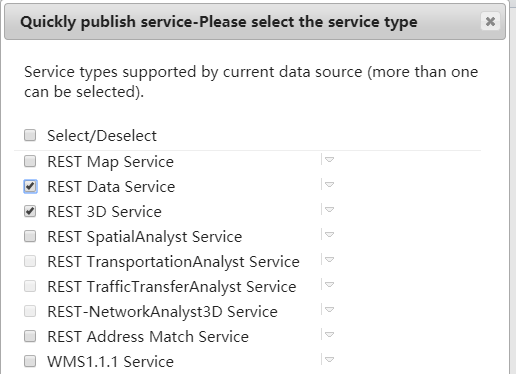 Quickly publish service-Please select the service type
Service types supported by current data source (more than one
can be selected).
Select/Deselect
REST Map Service
REST Data Service
REST 3D Service
REST SpatialAnalyst Service
REST TransportationAnalyst Service
REST TrafficTransferAnalyst Service
REST-NetworkAnalyst3D Service
REST Address Match Service
WMS1.1.1 Service